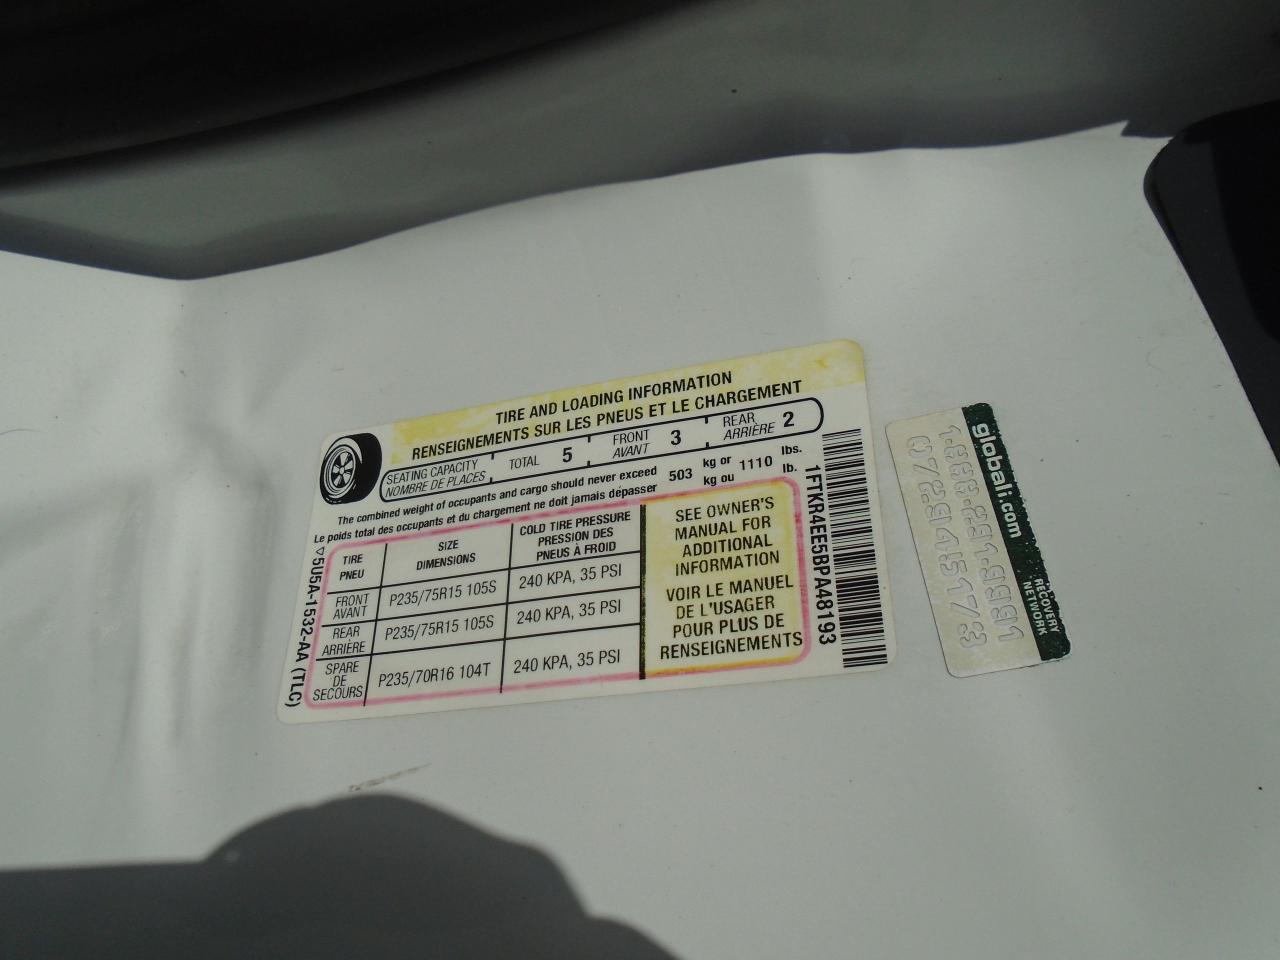 TIRE AND LOADING INFORMATION
RENSEIGNEMENTS SUR LES PNEUS ET LE CHARGEMENT
SEATING CAPACITY
NOMBRE DE PLACES
TOTAL 5
FRONT
AVANT 3
REAR
ARRIÈRE 2
The combined weight of occupants and cargo should never exceed 503 kg or 1110 lbs.
Le poids total des occupants et du chargement ne doit jamais dépasser kg ou lb.
TIRE
PNEU
SIZE
DIMENSIONS
COLD TIRE PRESSURE
PRESSION DES
PNEUS À FROID
FRONT
AVANT
P235/75R15 105S
240 KPA, 35 PSI
REAR
ARRIÈRE
P235/75R15 105S
240 KPA, 35 PSI
SPARE
DE
SECOURS
P235/70R16 104T
240 KPA, 35 PSI
SEE OWNER'S
MANUAL FOR
ADDITIONAL
INFORMATION
VOIR LE MANUEL
DE L'USAGER
POUR PLUS DE
RENSEIGNEMENTS
5U5A-1532-AA (TLC)
1FTKR4EE5BPA48193
globali.com
RECOVERY
NETWORK